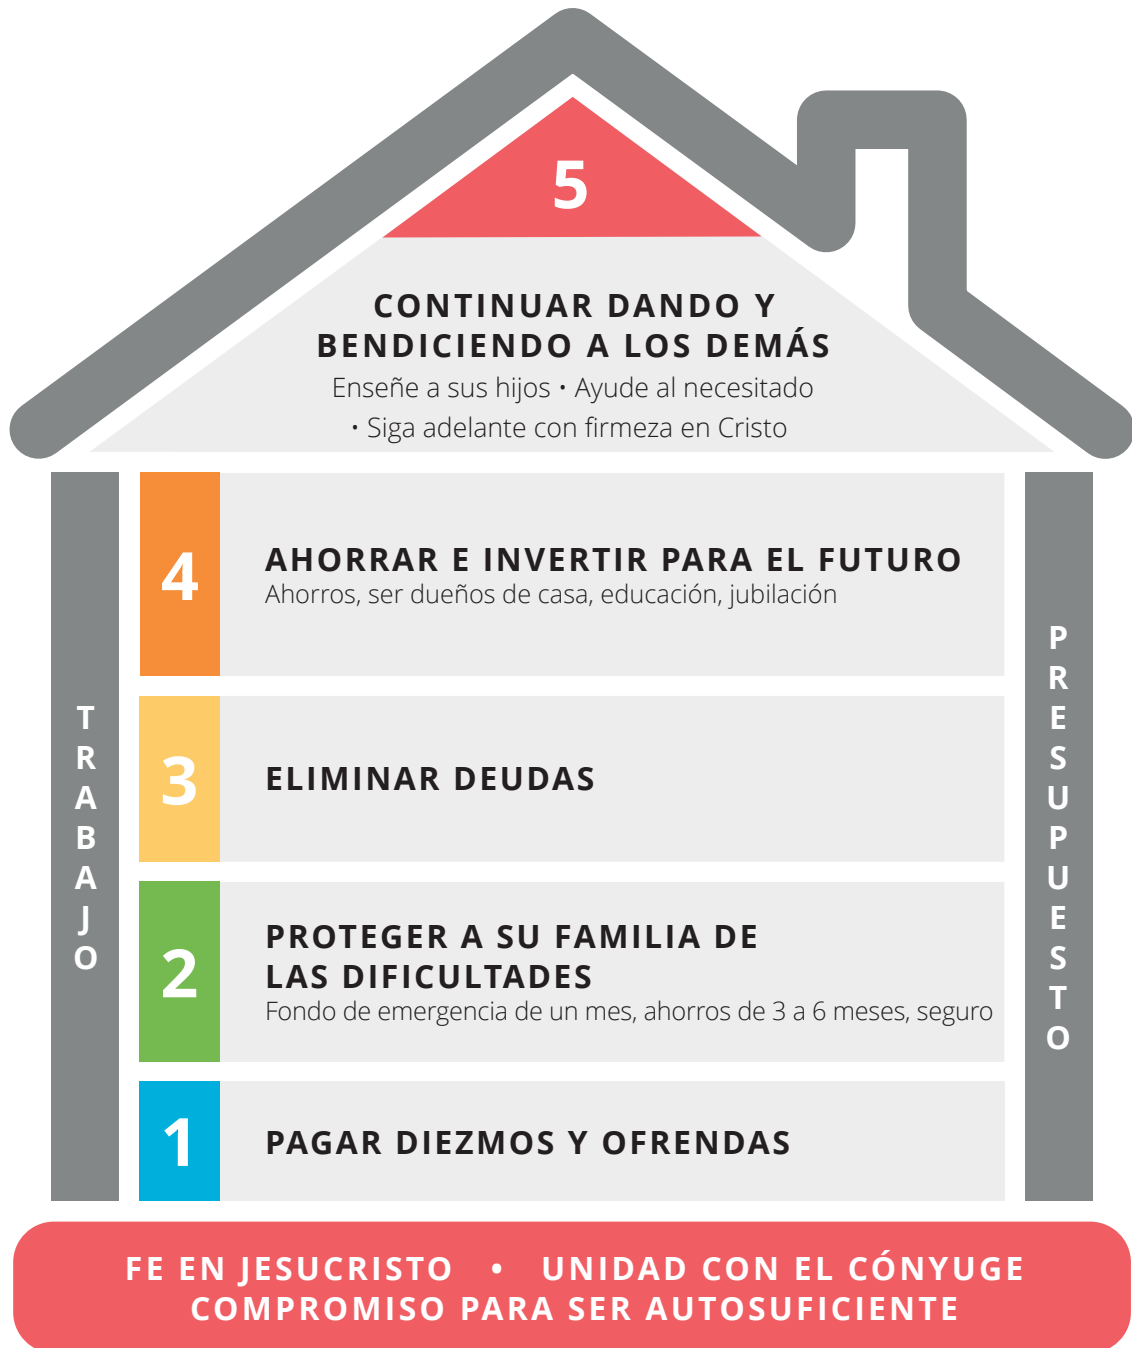 5
CONTINUAR DANDO Y
BENDICIENDO A LOS DEMÁS
Enseñe a sus hijos • Ayude al necesitado
• Siga adelante con firmeza en Cristo
TRABAJO
4
AHORRAR E INVERTIR PARA EL FUTURO
Ahorros, ser dueños de casa, educación, jubilación
3
ELIMINAR DEUDAS
2
PROTEGER A SU FAMILIA DE
LAS DIFICULTADES
Fondo de emergencia de un mes, ahorros de 3 a 6 meses, seguro
1
PAGAR DIEZMOS Y OFRENDAS
PRESUPUESTO
FE EN JESUCRISTO • UNIDAD CON EL CÓNYUGE
COMPROMISO PARA SER AUTOSUFICIENTE